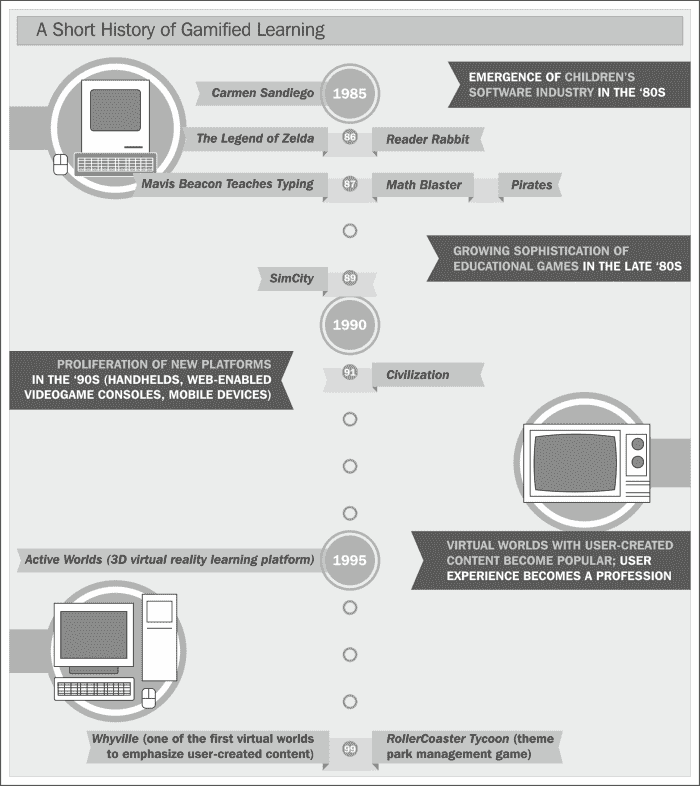 A Short History of Gamified Learning
Carmen Sandiego
1985
EMERGENCE OF CHILDREN'S
SOFTWARE INDUSTRY IN THE ‘80S
The Legend of Zelda
86
Reader Rabbit
Mavis Beacon Teaches Typing
87
Math Blaster
Pirates
GROWING SOPHISTICATION OF
EDUCATIONAL GAMES IN THE LATE ‘80S
SimCity
89
1990
PROLIFERATION OF NEW PLATFORMS
IN THE ‘90S (HANDHELDS, WEB-ENABLED
VIDEOGAME CONSOLES, MOBILE DEVICES)
91
Civilization
Active Worlds (3D virtual reality learning platform)
1995
VIRTUAL WORLDS WITH USER-CREATED
CONTENT BECOME POPULAR; USER
EXPERIENCE BECOMES A PROFESSION
Whyville (one of the first virtual worlds
to emphasize user-created content)
99
RollerCoaster Tycoon (theme
park management game)